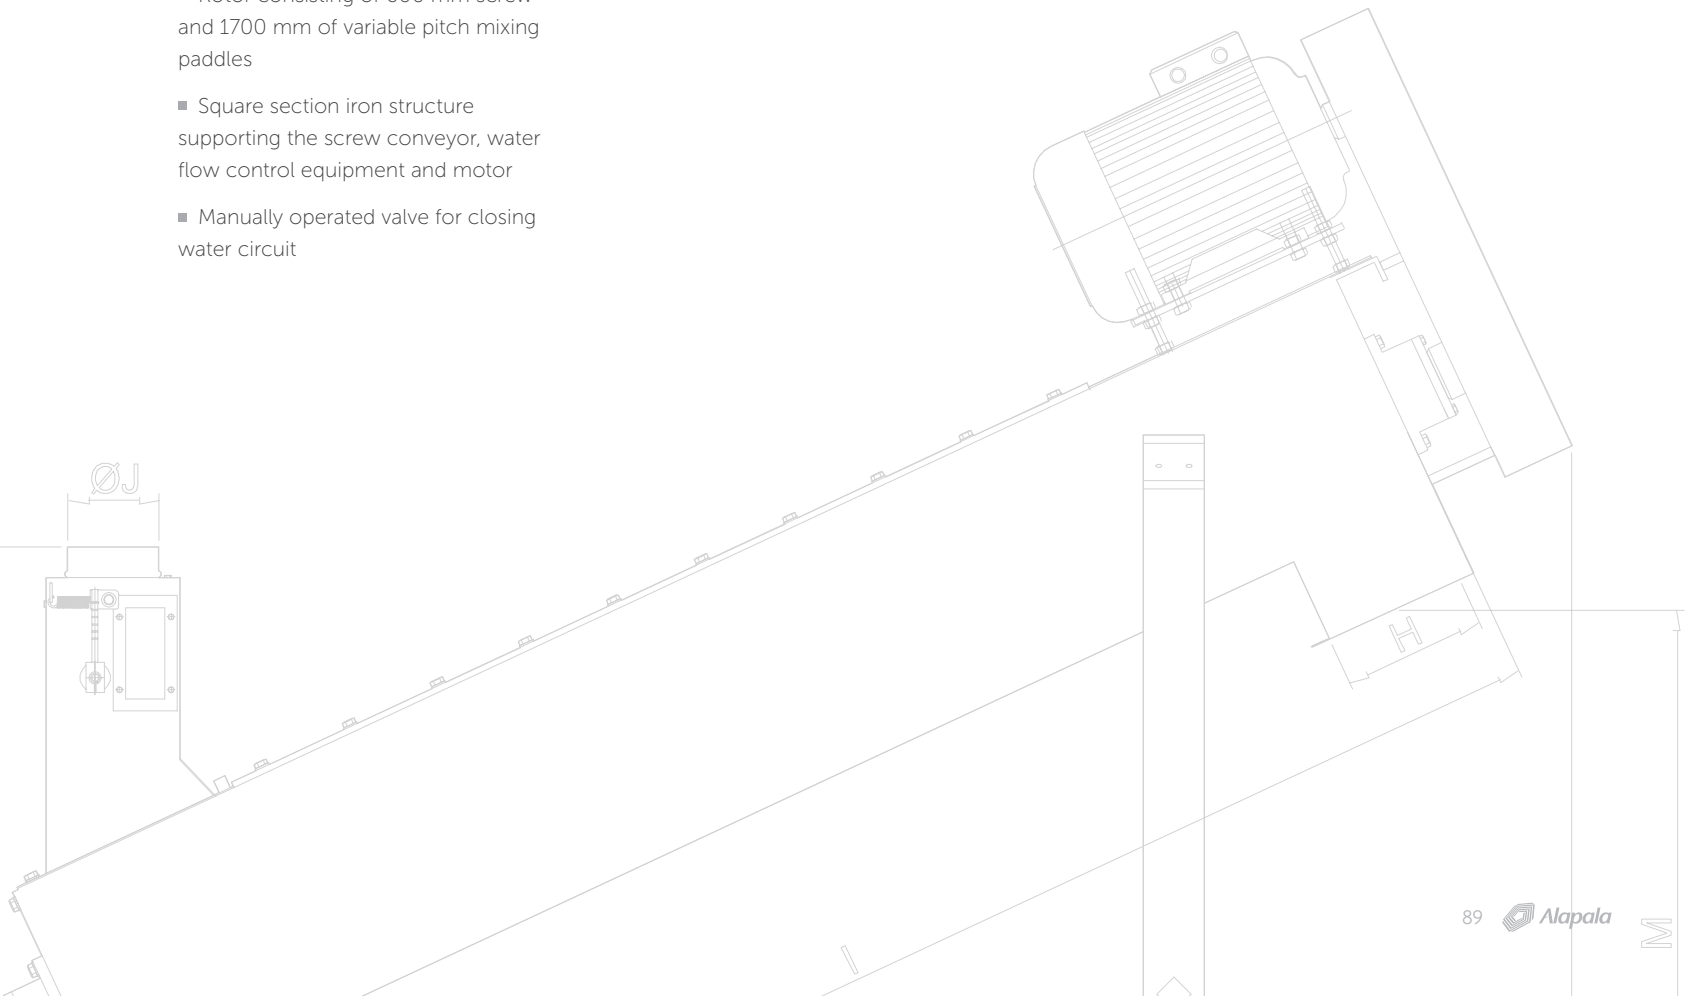 and 1700 mm of variable pitch mixing
paddles
■ Square section iron structure
supporting the screw conveyor, water
flow control equipment and motor
■ Manually operated valve for closing
water circuit
ØJ
H
I
M
89 Alapala